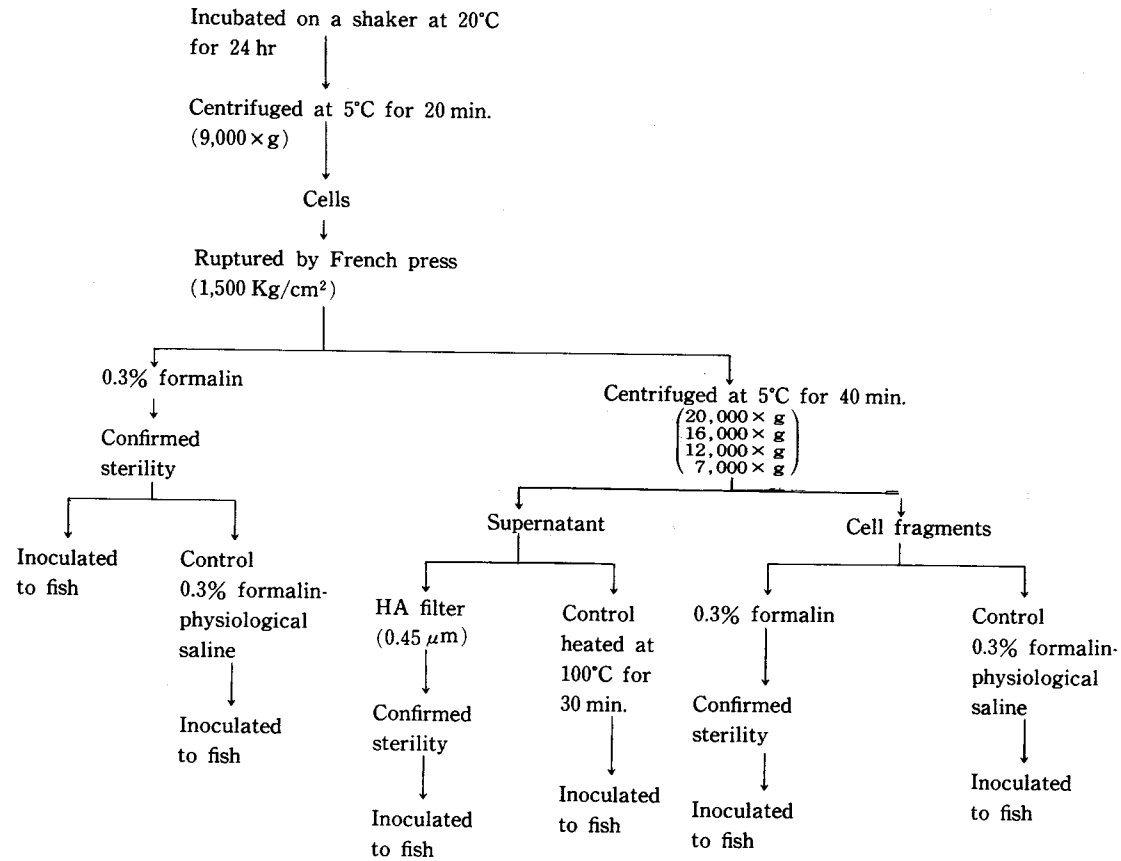 Incubated on a shaker at 20°C
for 24 hr
Centrifuged at 5°C for 20 min.
(9,000×g)
Cells
Ruptured by French press
(1,500 Kg/cm²)
0.3% formalin
Confirmed
sterility
Inoculated
to fish
Control
0.3% formalin-
physiological
saline
Inoculated
to fish
Centrifuged at 5°C for 40 min.
(20,000× g
16,000× g
12,000× g
7,000× g)
Supernatant
HA filter
(0.45 μm)
Confirmed
sterility
Inoculated
to fish
Control
heated at
100°C for
30 min.
Inoculated
to fish
Cell fragments
0.3% formalin
Confirmed
sterility
Inoculated
to fish
Control
0.3% formalin-
physiological
saline
Inoculated
to fish